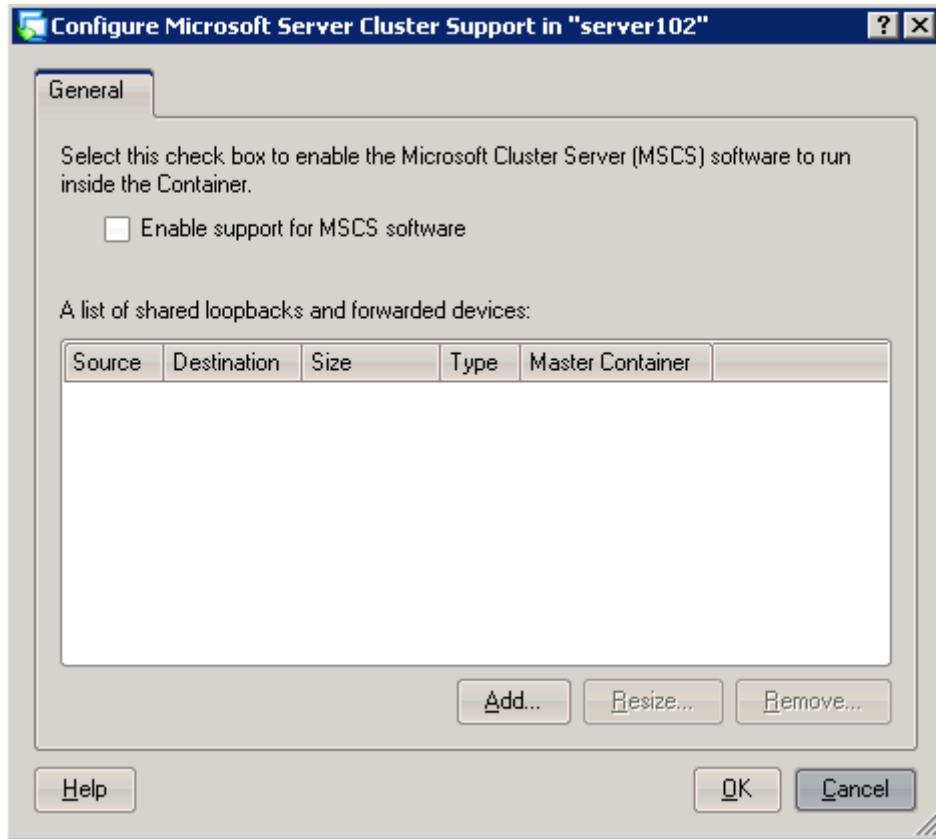 Configure Microsoft Server Cluster Support in "server102"
General
Select this check box to enable the Microsoft Cluster Server (MSCS) software to run
inside the Container.
Enable support for MSCS software
A list of shared loopbacks and forwarded devices:
Source Destination Size Type Master Container
Add... Resize... Remove...
Help OK Cancel